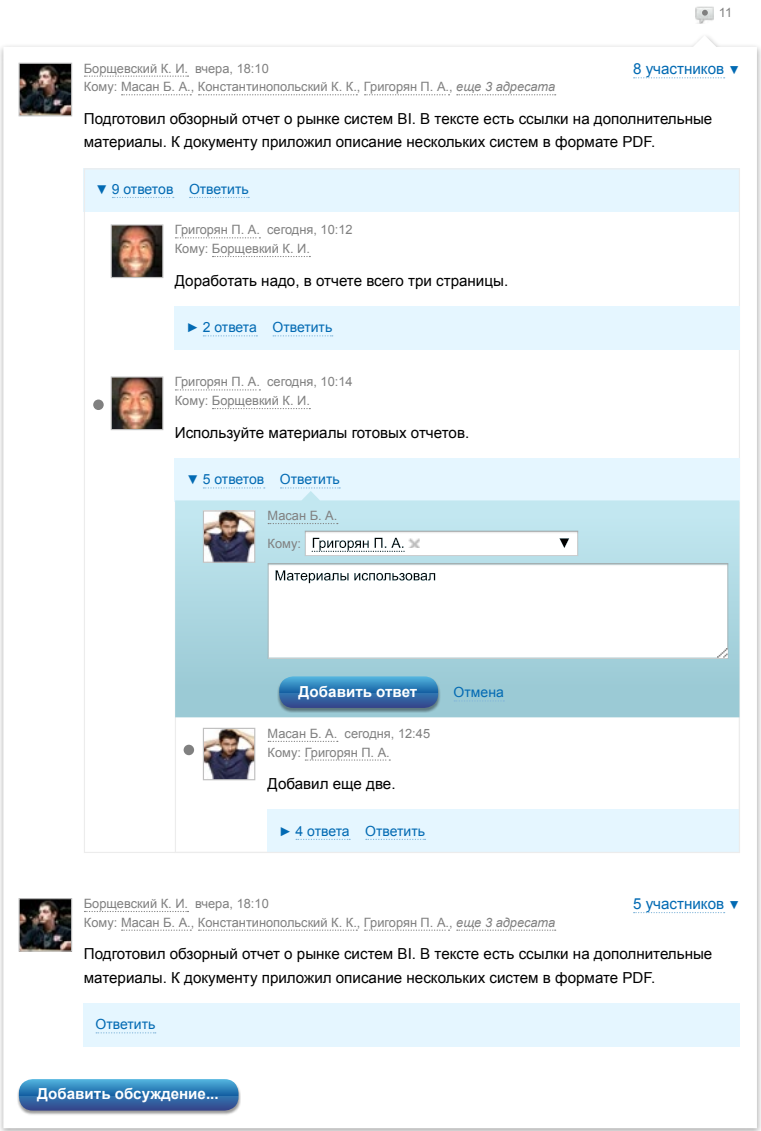 11
Борщевский К. И. вчера, 18:10
8 участников ▼
Кому: Масан Б. А., Константинопольский К. К., Григорян П. А., еще 3 адресата
Подготовил обзорный отчет о рынке систем BI. В тексте есть ссылки на дополнительные
материалы. К документу приложил описание нескольких систем в формате PDF.
▼ 9 ответов Ответить
Григорян П. А. сегодня, 10:12
Кому: Борщевкий К. И.
Доработать надо, в отчете всего три страницы.
► 2 ответа Ответить
Григорян П. А. сегодня, 10:14
Кому: Борщевкий К. И.
Используйте материалы готовых отчетов.
▼ 5 ответов Ответить
Масан Б. А.
Кому: Григорян П. А. ▼
Материалы использовал
Добавить ответ Отмена
Масан Б. А. сегодня, 12:45
Кому: Григорян П. А.
Добавил еще две.
► 4 ответа Ответить
Борщевский К. И. вчера, 18:10
5 участников ▼
Кому: Масан Б. А., Константинопольский К. К., Григорян П. А., еще 3 адресата
Подготовил обзорный отчет о рынке систем BI. В тексте есть ссылки на дополнительные
материалы. К документу приложил описание нескольких систем в формате PDF.
Ответить
Добавить обсуждение...